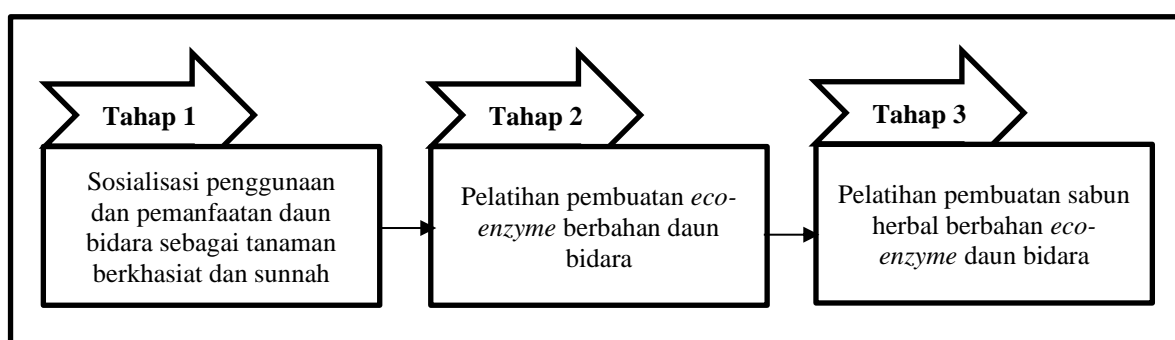 Tahap 1
Sosialisasi penggunaan
dan pemanfaatan daun
bidara sebagai tanaman
berkhasiat dan sunnah
Tahap 2
Pelatihan pembuatan eco-
enzyme berbahan daun
bidara
Tahap 3
Pelatihan pembuatan sabun
herbal berbahan eco-
enzyme daun bidara